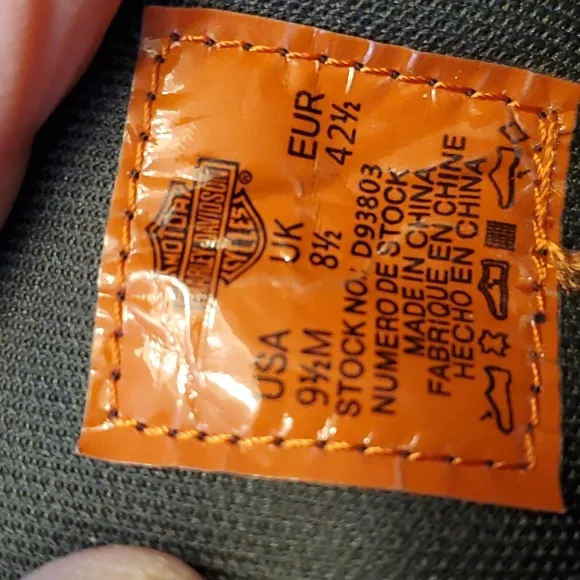 MOTOR
HARLEY-DAVIDSON
CYCLES
®
USA UK EUR
9½M 8½ 42½
STOCK NO.: D93803
NUMERO DE STOCK
MADE IN CHINA
FABRIQUE EN CHINE
HECHO EN CHINA